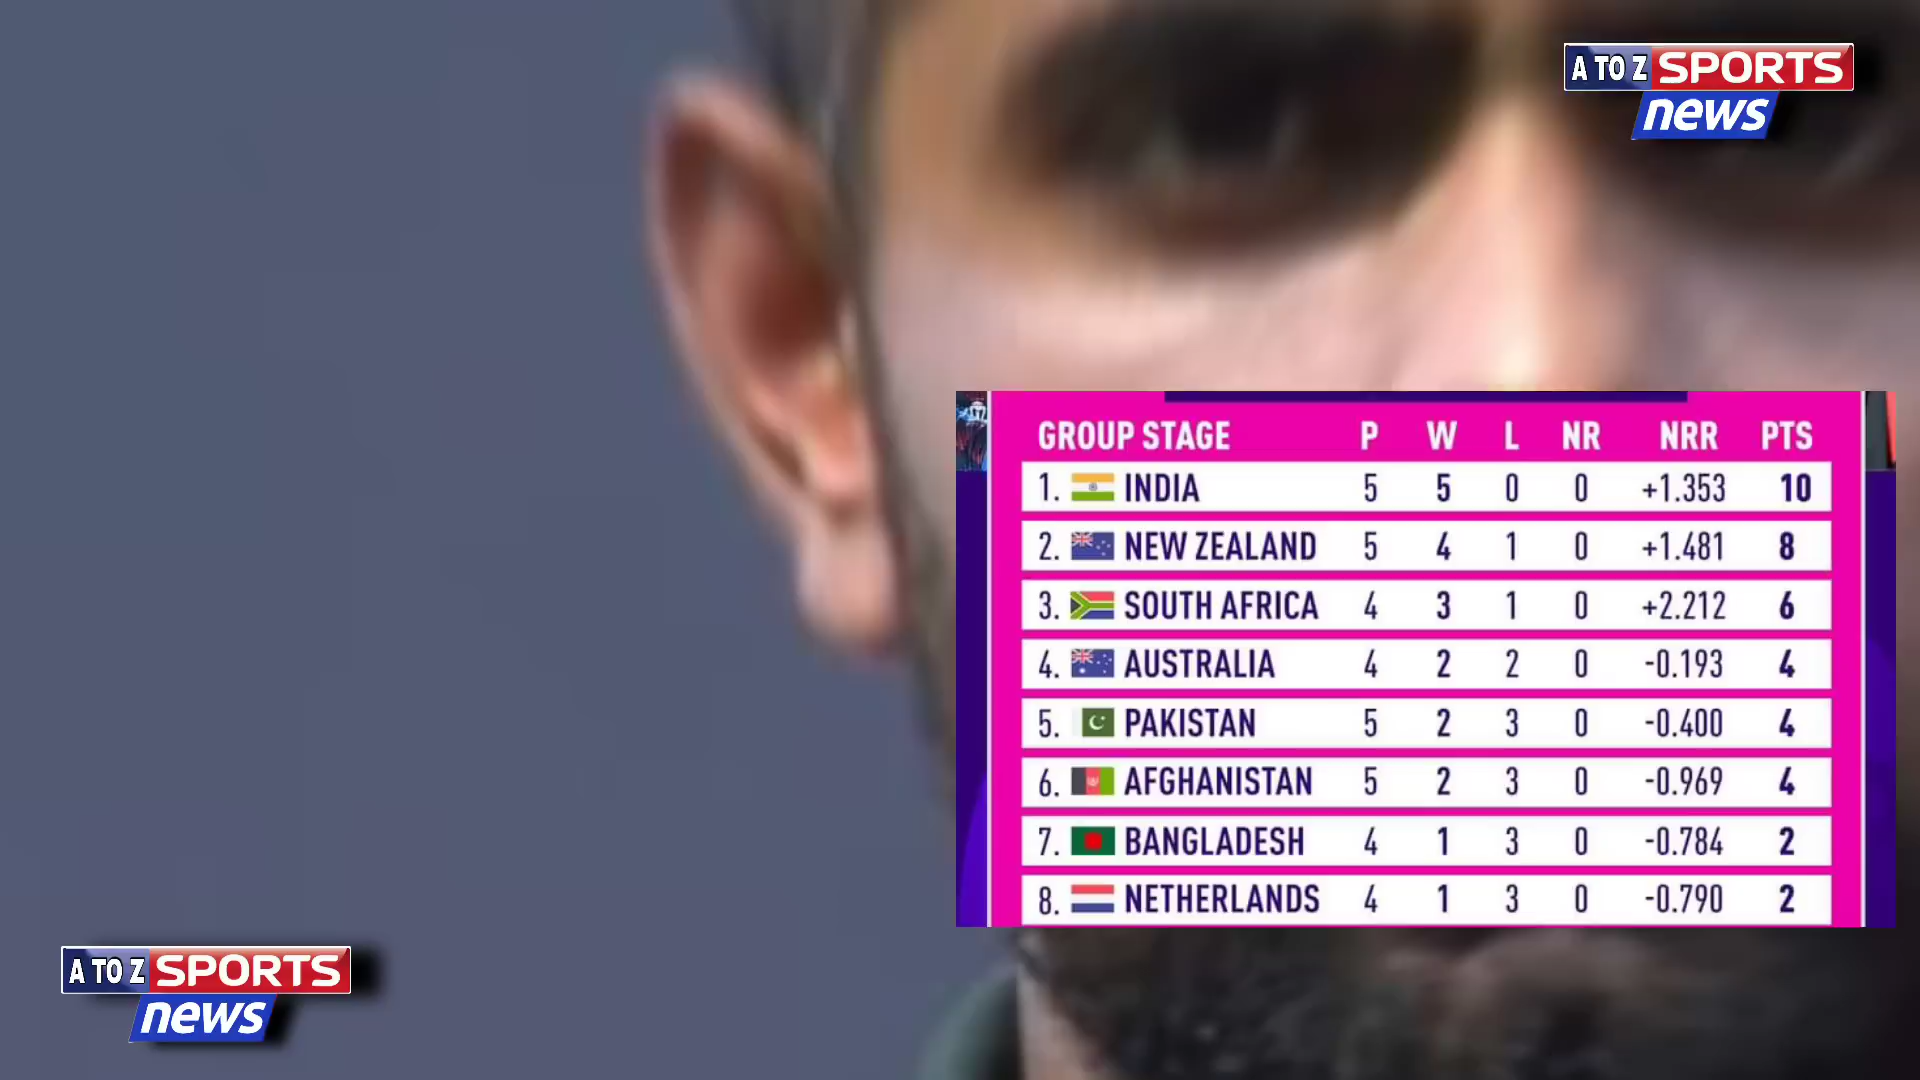 A TO Z SPORTS
news
GROUP STAGE P W L NR NRR PTS
1. INDIA 5 5 0 0 +1.353 10
2. NEW ZEALAND 5 4 1 0 +1.481 8
3. SOUTH AFRICA 4 3 1 0 +2.212 6
4. AUSTRALIA 4 2 2 0 -0.193 4
5. PAKISTAN 5 2 3 0 -0.400 4
6. AFGHANISTAN 5 2 3 0 -0.969 4
7. BANGLADESH 4 1 3 0 -0.784 2
8. NETHERLANDS 4 1 3 0 -0.790 2
A TO Z SPORTS
news